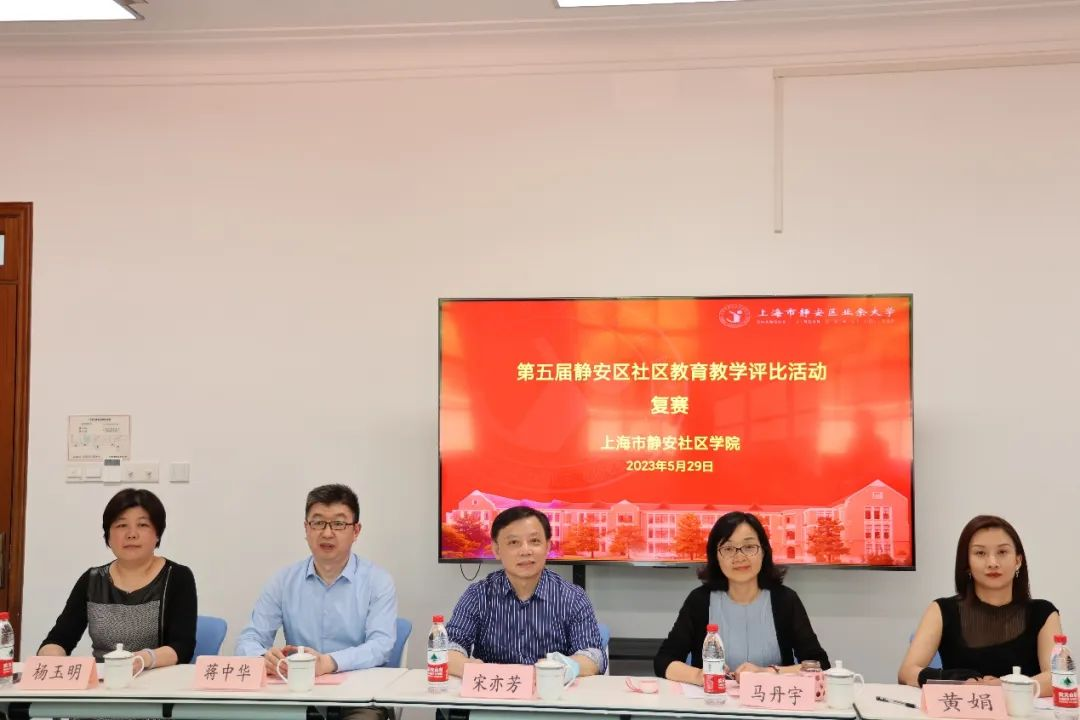 上海市静安区业余大学
第五届静安区社区教育教学评比活动
复赛
上海市静安社区学院
2023年5月29日
杨玉明
蒋中华
宋亦芳
马丹宇
黄娟